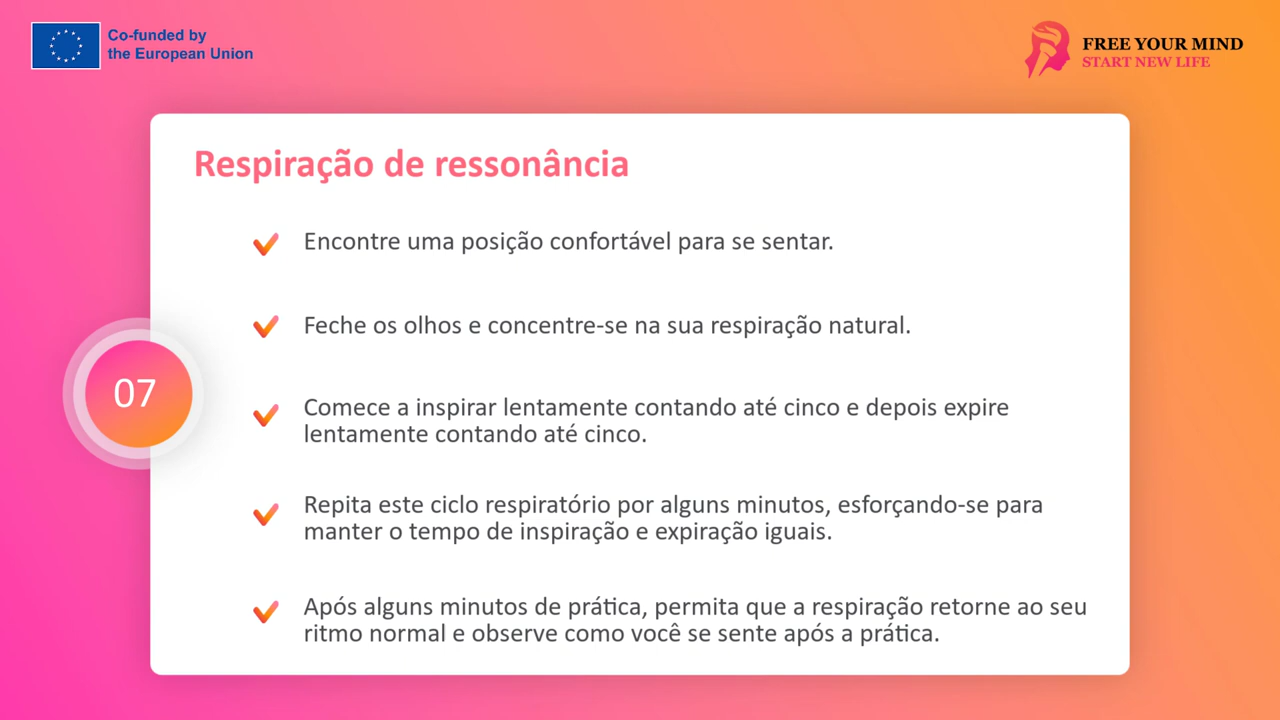 Co-funded by
the European Union
FREE YOUR MIND
START NEW LIFE
Respiração de ressonância
Encontre uma posição confortável para se sentar.
Feche os olhos e concentre-se na sua respiração natural.
07
Comece a inspirar lentamente contando até cinco e depois expire
lentamente contando até cinco.
Repita este ciclo respiratório por alguns minutos, esforçando-se para
manter o tempo de inspiração e expiração iguais.
Após alguns minutos de prática, permita que a respiração retorne ao seu
ritmo normal e observe como você se sente após a prática.